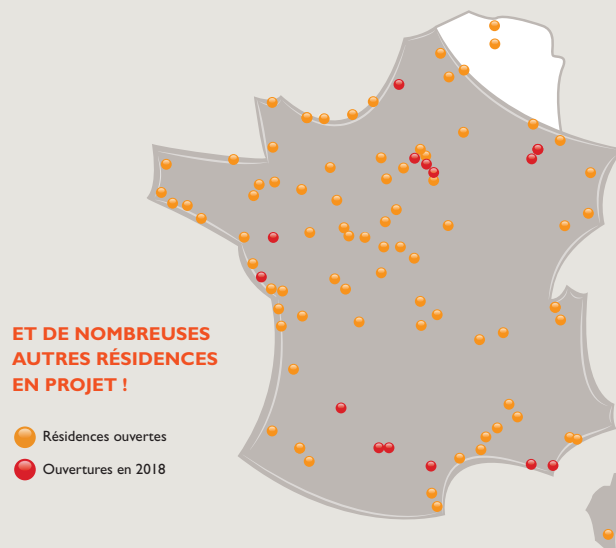 ET DE NOMBREUSES
AUTRES RÉSIDENCES
EN PROJET !
Résidences ouvertes
Ouvertures en 2018